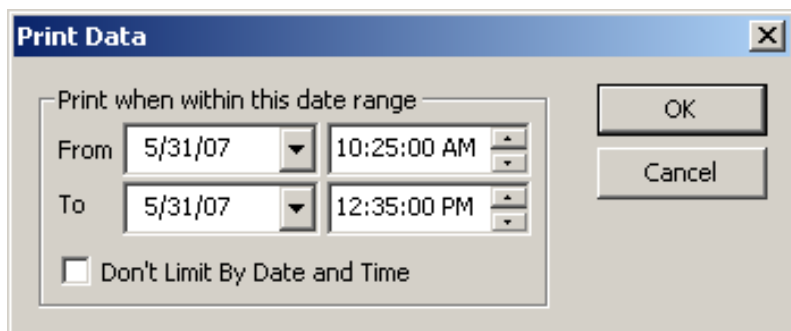 Print Data
Print when within this date range
From 5/31/07 10:25:00 AM
To 5/31/07 12:35:00 PM
Don't Limit By Date and Time
OK
Cancel